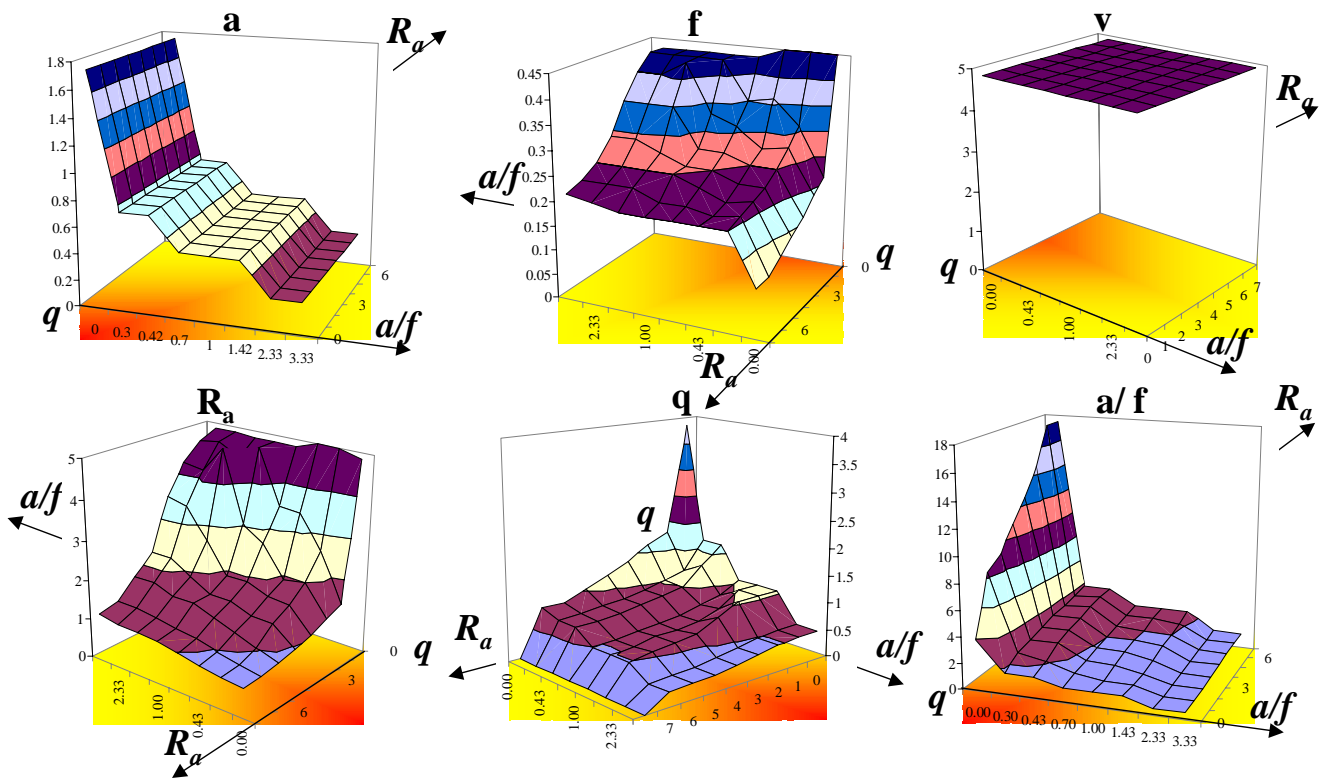 a
R_a
1.8
1.6
1.4
1.2
1
0.8
0.6
0.4
0.2
0
q
0 0.3 0.42 0.7 1 1.42 2.33 3.33
0 3 6
a/f
f
0.45
0.4
0.35
0.3
0.25
0.2
0.15
0.1
0.05
0
a/f
2.33 1.00 0.43 0.00
6 3 0
q
R_a
v
5
4
3
2
1
0
q
R_a
0.00 0.43 1.00 2.33
0 1 2 3 4 5 6 7
a/f
R_a
5
4
3
2
1
0
a/f
2.33 1.00 0.43 0.00
6 3 0
q
R_a
q
4
3.5
3
2.5
2
1.5
1
0.5
0
q
R_a
0.00 0.43 1.00 2.33
7 6 5 4 3 2 1 0
a/f
a/ f
R_a
18
16
14
12
10
8
6
4
2
0
q
0.00 0.30 0.43 0.70 1.00 1.43 2.33 3.33
0 3 6
a/f